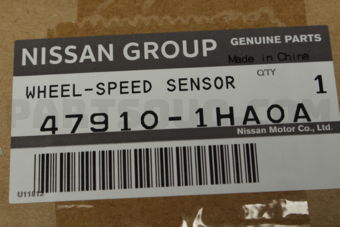 NISSAN GROUP GENUINE PARTS
Made in China
WHEEL-SPEED SENSOR QTY 1
47910-1HA0A
Nissan Motor Co., Ltd.